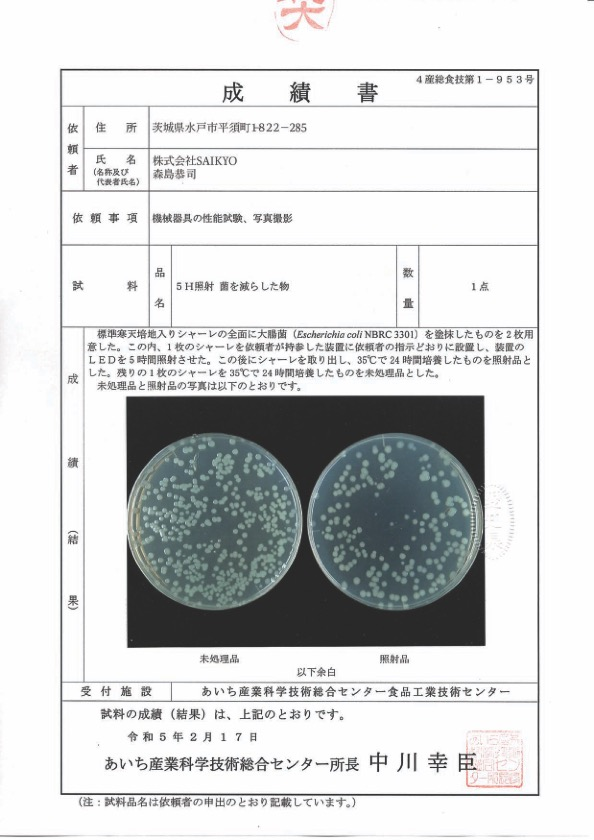 4産総食技第1－953号
成績書
依頼者
住所
茨城県水戸市平須町1-822－285
氏名
(名称及び
代表者氏名)
株式会社SAIKYO
森島恭司
依頼事項
機械器具の性能試験、写真撮影
試料
品名
5H照射 菌を減らした物
数量
1点
成績(結果)
標準寒天培地入りシャーレの全面に大腸菌（Escherichia coli NBRC 3301）を塗抹したものを2枚用
意した。この内、1枚のシャーレを依頼者が持参した装置に依頼者の指示どおりに設置し、装置の
LEDを5時間照射させた。この後にシャーレを取り出し、35℃で24時間培養したものを照射品と
した。残りの1枚のシャーレを35℃で24時間培養したものを未処理品とした。
未処理品と照射品の写真は以下のとおりです。
未処理品
照射品
以下余白
受付施設
あいち産業科学技術総合センター食品工業技術センター
試料の成績（結果）は、上記のとおりです。
令和5年2月17日
あいち産業科学技術総合センター所長 中川幸臣
（注：試料品名は依頼者の申出のとおり記載しています。）